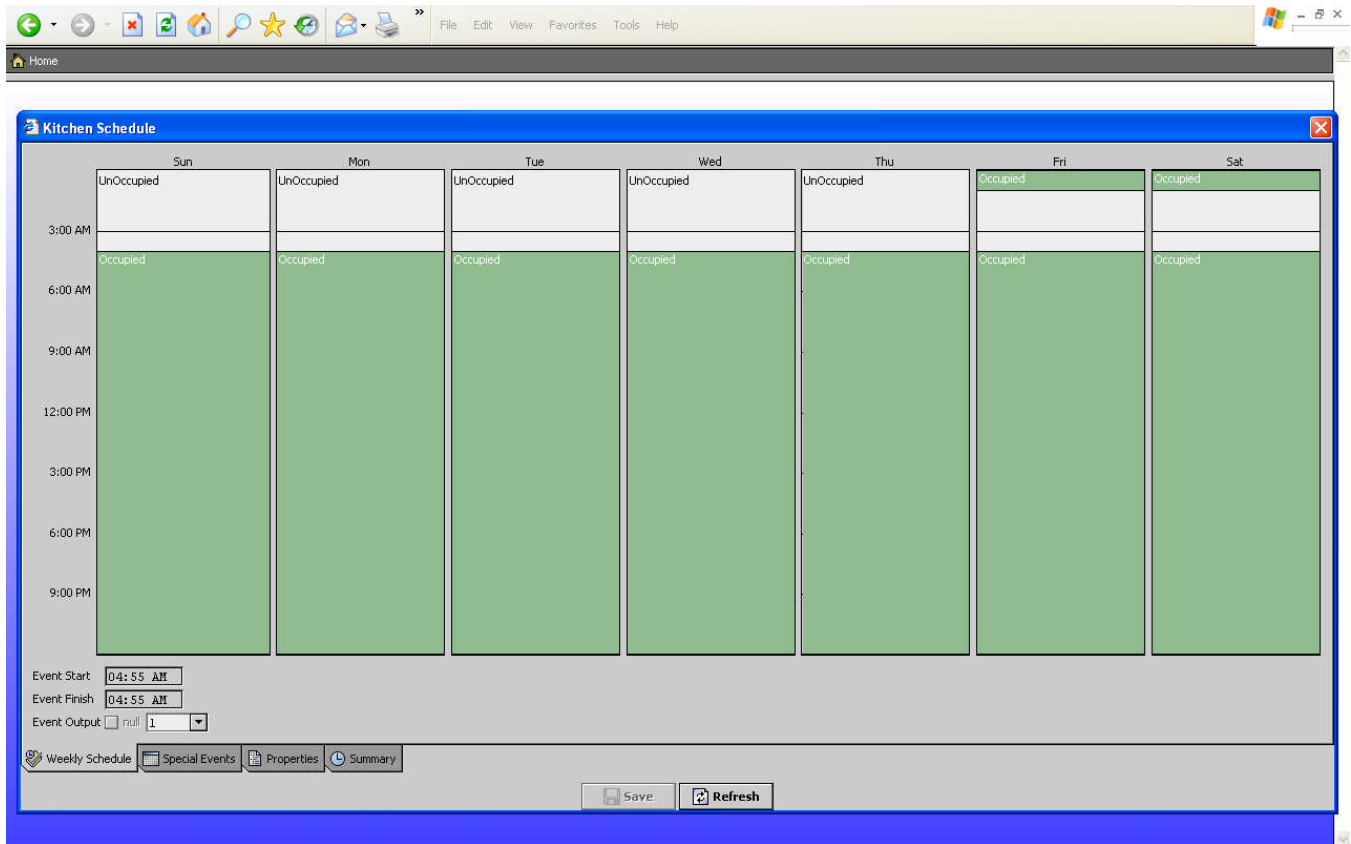 » File Edit View Favorites Tools Help
Home
Kitchen Schedule
Sun Mon Tue Wed Thu Fri Sat
UnOccupied UnOccupied UnOccupied UnOccupied UnOccupied Occupied Occupied
3:00 AM
Occupied Occupied Occupied Occupied Occupied Occupied Occupied
6:00 AM
9:00 AM
12:00 PM
3:00 PM
6:00 PM
9:00 PM
Event Start 04:55 AM
Event Finish 04:55 AM
Event Output null 1
Weekly Schedule Special Events Properties Summary
Save Refresh